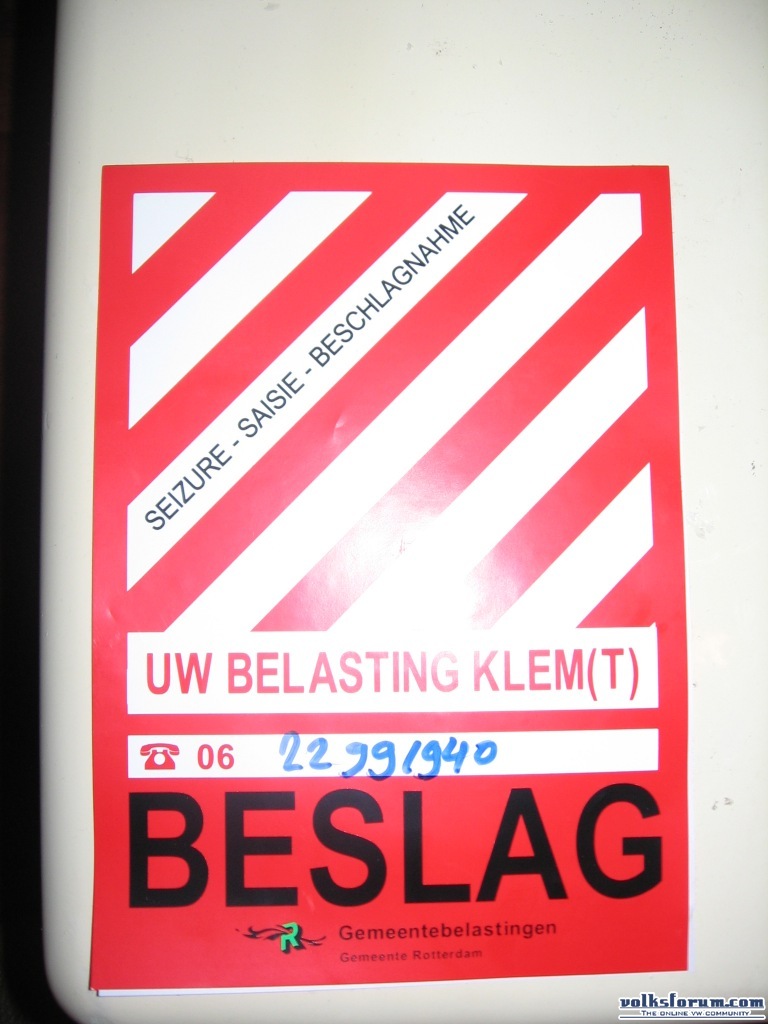 SEIZURE - SAISIE - BESCHLAGNAHME
UW BELASTING KLEM(T)
☎ 06 22991940
BESLAG
R
Gemeentebelastingen
Gemeente Rotterdam
volksforum.com
THE ONLINE VW COMMUNITY